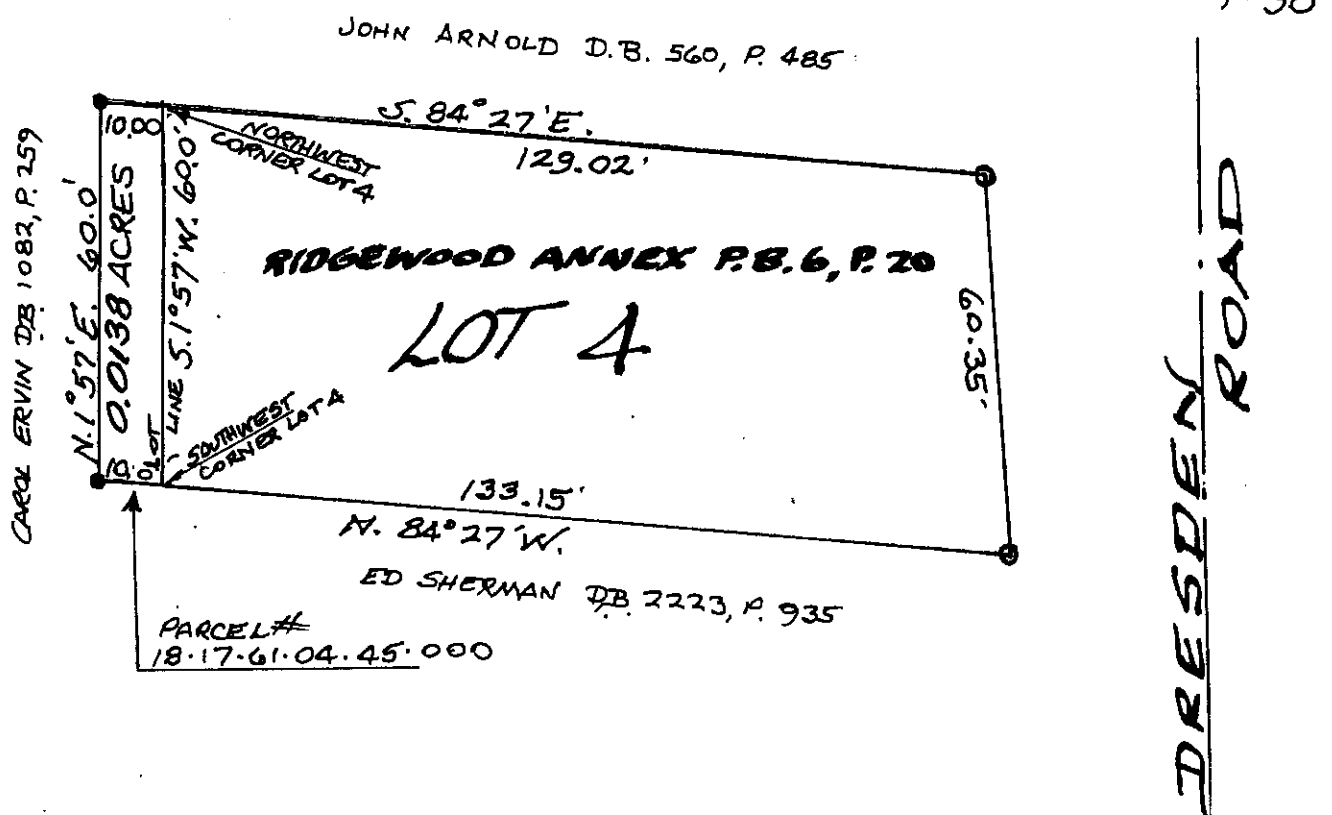 JOHN ARNOLD D.B. 560, P. 485
S. 84° 27' E.
129.02'
10.00
NORTHWEST
CORNER LOT 4
CAROL ERVIN DB 1082, P. 259
N. 1° 57' E. 60.0'
0.0138 ACRES
LOT LINE S. 1° 57' W. 60.0'
RIDGEWOOD ANNEX P.B. 6, P. 20
LOT 4
60.35'
SOUTHWEST
CORNER LOT 4
10.0
133.15'
N. 84° 27' W.
ED SHERMAN D.B. 2223, P. 935
PARCEL #
18.17.61.04.45.000
DRESDEN
ROAD